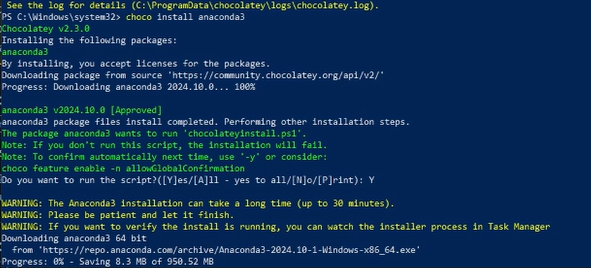 See the log for details (C:\ProgramData\chocolatey\logs\chocolatey.log).
PS C:\Windows\system32> choco install anaconda3
Chocolatey v2.3.0
Installing the following packages:
anaconda3
By installing, you accept licenses for the packages.
Downloading package from source 'https://community.chocolatey.org/api/v2/'
Progress: Downloading anaconda3 2024.10.0... 100%
anaconda3 v2024.10.0 [Approved]
anaconda3 package files install completed. Performing other installation steps.
The package anaconda3 wants to run 'chocolateyinstall.ps1'.
Note: If you don't run this script, the installation will fail.
Note: To confirm automatically next time, use '-y' or consider:
choco feature enable -n allowGlobalConfirmation
Do you want to run the script?([Y]es/[A]ll - yes to all/[N]o/[P]rint): Y
WARNING: The Anaconda3 installation can take a long time (up to 30 minutes).
WARNING: Please be patient and let it finish.
WARNING: If you want to verify the install is running, you can watch the installer process in Task Manager
Downloading anaconda3 64 bit
from 'https://repo.anaconda.com/archive/Anaconda3-2024.10-1-Windows-x86_64.exe'
Progress: 0% - Saving 8.3 MB of 950.52 MB